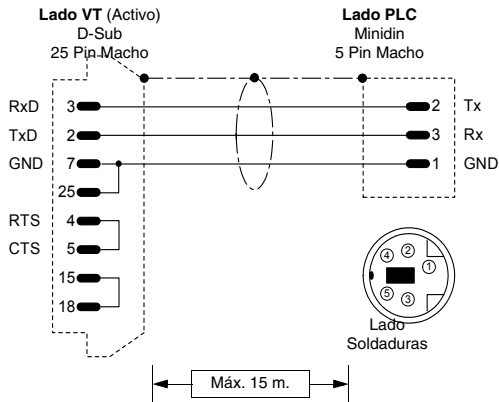 Lado VT (Activo)
D-Sub
25 Pin Macho
Lado PLC
Minidin
5 Pin Macho
RxD 3
2 Tx
TxD 2
3 Rx
GND 7
1 GND
25
RTS 4
CTS 5
15
18
4 2
1
5 3
Lado
Soldaduras
Máx. 15 m.